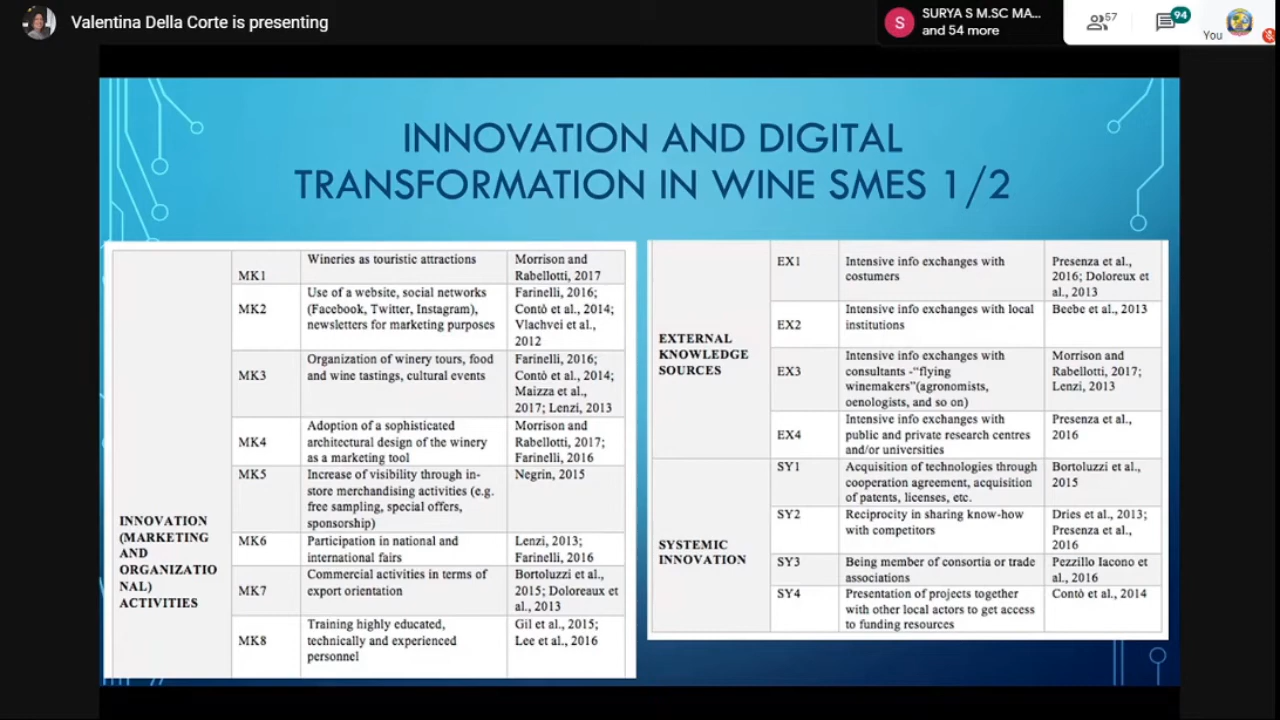 Valentina Della Corte is presenting
S
SURYA S M.SC MA...
and 54 more
57
94
You
INNOVATION AND DIGITAL
TRANSFORMATION IN WINE SMES 1/2
INNOVATION
(MARKETING
AND
ORGANIZATIO
NAL)
ACTIVITIES
MK1
Wineries as touristic attractions
Morrison and
Rabellotti, 2017
MK2
Use of a website, social networks
(Facebook, Twitter, Instagram),
newsletters for marketing purposes
Farinelli, 2016;
Contò et al., 2014;
Vlachvei et al.,
2012
MK3
Organization of winery tours, food
and wine tastings, cultural events
Farinelli, 2016;
Contò et al., 2014;
Maizza et al.,
2017; Lenzi, 2013
MK4
Adoption of a sophisticated
architectural design of the winery
as a marketing tool
Morrison and
Rabellotti, 2017;
Farinelli, 2016
MK5
Increase of visibility through in-
store merchandising activities (e.g.
free sampling, special offers,
sponsorship)
Negrin, 2015
MK6
Participation in national and
international fairs
Lenzi, 2013;
Farinelli, 2016
MK7
Commercial activities in terms of
export orientation
Bortoluzzi et al.,
2015; Doloreaux et
al., 2013
MK8
Training highly educated,
technically and experienced
personnel
Gil et al., 2015;
Lee et al., 2016
EXTERNAL
KNOWLEDGE
SOURCES
EX1
Intensive info exchanges with
costumers
Presenza et al.,
2016; Doloreux et
al., 2013
EX2
Intensive info exchanges with local
institutions
Beebe et al., 2013
EX3
Intensive info exchanges with
consultants -“flying
winemakers”(agronomists,
oenologists, and so on)
Morrison and
Rabellotti, 2017;
Lenzi, 2013
EX4
Intensive info exchanges with
public and private research centres
and/or universities
Presenza et al.,
2016
SYSTEMIC
INNOVATION
SY1
Acquisition of technologies through
cooperation agreement, acquisition
of patents, licenses, etc.
Bortoluzzi et al.,
2015
SY2
Reciprocity in sharing know-how
with competitors
Dries et al., 2013;
Presenza et al.,
2016
SY3
Being member of consortia or trade
associations
Pezzillo Iacono et
al., 2016
SY4
Presentation of projects together
with other local actors to get access
to funding resources
Contò et al., 2014